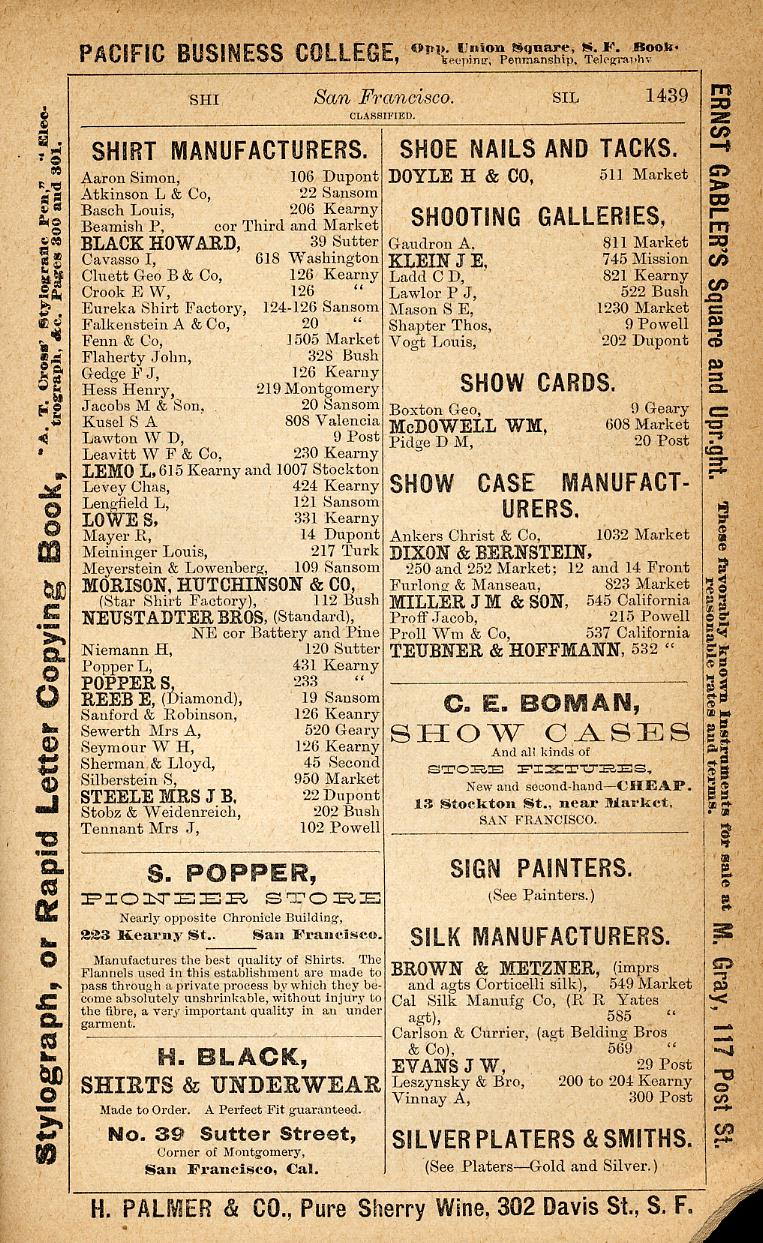 PACIFIC BUSINESS COLLEGE, Opp. Union Square, S. F. Book-
keeping, Penmanship, Telegraphy
SHI San Francisco. SIL 1439
CLASSIFIED.
SHIRT MANUFACTURERS.
Aaron Simon, 106 Dupont
Atkinson L & Co, 22 Sansom
Basch Louis, 206 Kearny
Beamish P, cor Third and Market
BLACK HOWARD, 39 Sutter
Cavasso I, 618 Washington
Cluett Geo B & Co, 126 Kearny
Crook E W, 126 “
Eureka Shirt Factory, 124-126 Sansom
Falkenstein A & Co, 20 “
Fenn & Co, 1505 Market
Flaherty John, 328 Bush
Gedge F J, 126 Kearny
Hess Henry, 219 Montgomery
Jacobs M & Son, 20 Sansom
Kusel S A 808 Valencia
Lawton W D, 9 Post
Leavitt W F & Co, 230 Kearny
LEMO L, 615 Kearny and 1007 Stockton
Levey Chas, 424 Kearny
Lengfield L, 121 Sansom
LOWE S, 331 Kearny
Mayer R, 14 Dupont
Meininger Louis, 217 Turk
Meyerstein & Lowenberg, 109 Sansom
MORISON, HUTCHINSON & CO,
(Star Shirt Factory), 112 Bush
NEUSTADTER BROS, (Standard),
NE cor Battery and Pine
Niemann H, 120 Sutter
Popper L, 431 Kearny
POPPER S, 233 “
REEB E, (Diamond), 19 Sansom
Sanford & Robinson, 126 Keanry
Sewerth Mrs A, 520 Geary
Seymour W H, 126 Kearny
Sherman & Lloyd, 45 Second
Silberstein S, 950 Market
STEELE MRS J B, 22 Dupont
Stobz & Weidenreich, 202 Bush
Tennant Mrs J, 102 Powell
S. POPPER,
PIONEER STORE
Nearly opposite Chronicle Building,
223 Kearny St.. San Francisco.
Manufactures the best quality of Shirts. The
Flannels used in this establishment are made to
pass through a private process by which they be-
come absolutely unshrinkable, without injury to
the fibre, a very important quality in an under
garment.
H. BLACK,
SHIRTS & UNDERWEAR
Made to Order. A Perfect Fit guaranteed.
No. 39 Sutter Street,
Corner of Montgomery,
San Francisco, Cal.
SHOE NAILS AND TACKS.
DOYLE H & CO, 511 Market
SHOOTING GALLERIES,
Gaudron A, 811 Market
KLEIN J E, 745 Mission
Ladd C D, 821 Kearny
Lawlor P J, 522 Bush
Mason S E, 1230 Market
Shapter Thos, 9 Powell
Vogt Louis, 202 Dupont
SHOW CARDS.
Boxton Geo, 9 Geary
McDOWELL WM, 608 Market
Pidge D M, 20 Post
SHOW CASE MANUFACT-
URERS.
Ankers Christ & Co, 1032 Market
DIXON & BERNSTEIN,
250 and 252 Market; 12 and 14 Front
Furlong & Manseau, 823 Market
MILLER J M & SON, 545 California
Proff Jacob, 215 Powell
Proll Wm & Co, 537 California
TEUBNER & HOFFMANN, 532 “
C. E. BOMAN,
SHOW CASES
And all kinds of
STORE FIXTURES,
New and second-hand—CHEAP.
13 Stockton St., near Market,
SAN FRANCISCO.
SIGN PAINTERS.
(See Painters.)
SILK MANUFACTURERS.
BROWN & METZNER, (imprs
and agts Corticelli silk), 549 Market
Cal Silk Manufg Co, (R R Yates
agt), 585 “
Carlson & Currier, (agt Belding Bros
& Co), 569 “
EVANS J W, 29 Post
Leszynsky & Bro, 200 to 204 Kearny
Vinnay A, 300 Post
SILVER PLATERS & SMITHS.
(See Platers—Gold and Silver.)
Stylograph, or Rapid Letter Copying Book, “A. T. Cross’ Stylografic Pen,” “Elec-
trograph, &c. Pages 300 and 301.
ERNST GABLER'S Square and Upright. These favorably known Instruments for sale at M. Gray, 117 Post St.
reasonable rates and terms.
H. PALMER & CO., Pure Sherry Wine, 302 Davis St., S. F.